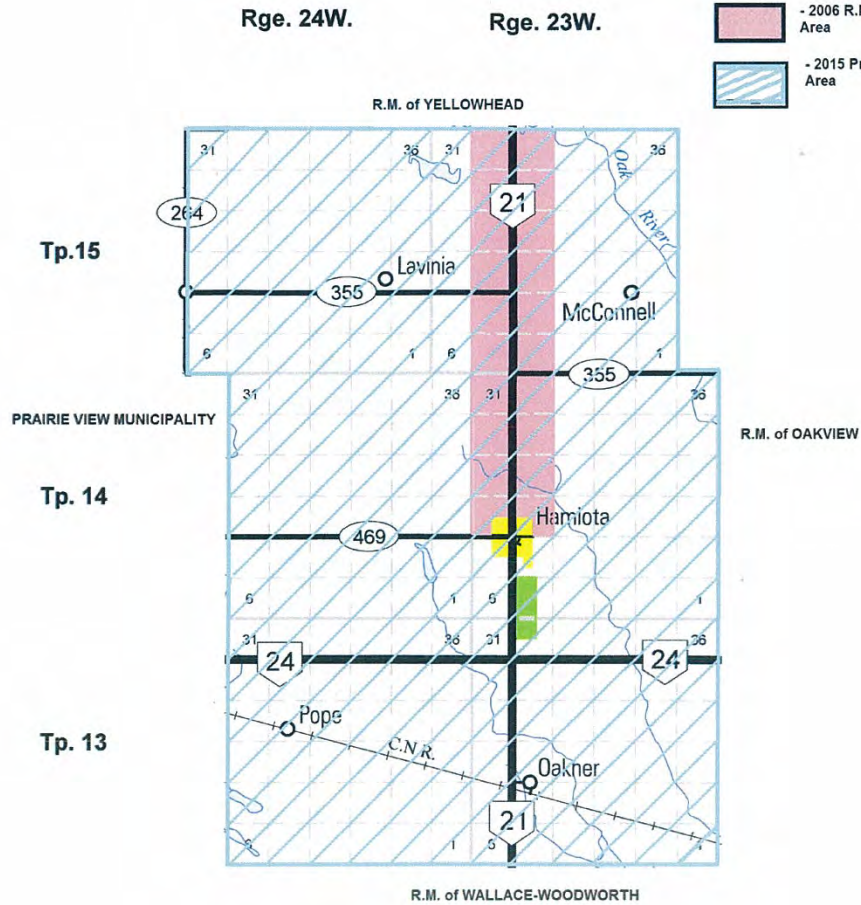 Rge. 24W. Rge. 23W.
- 2006
Area
- 2015
Area
R.M. of YELLOWHEAD
31 36 31 36
Oak
River
264
21
Tp.15
Lavinia
355
McConnell
6 1 6 1
355
31 36 31 36
PRAIRIE VIEW MUNICIPALITY
R.M. of OAKVIEW
Tp. 14
Hamiota
469
6 1 6 1
31 36 31 36
24 24
Pope
Tp. 13
C.N.R.
Oakner
21
6 1 6 1
R.M. of WALLACE-WOODWORTH